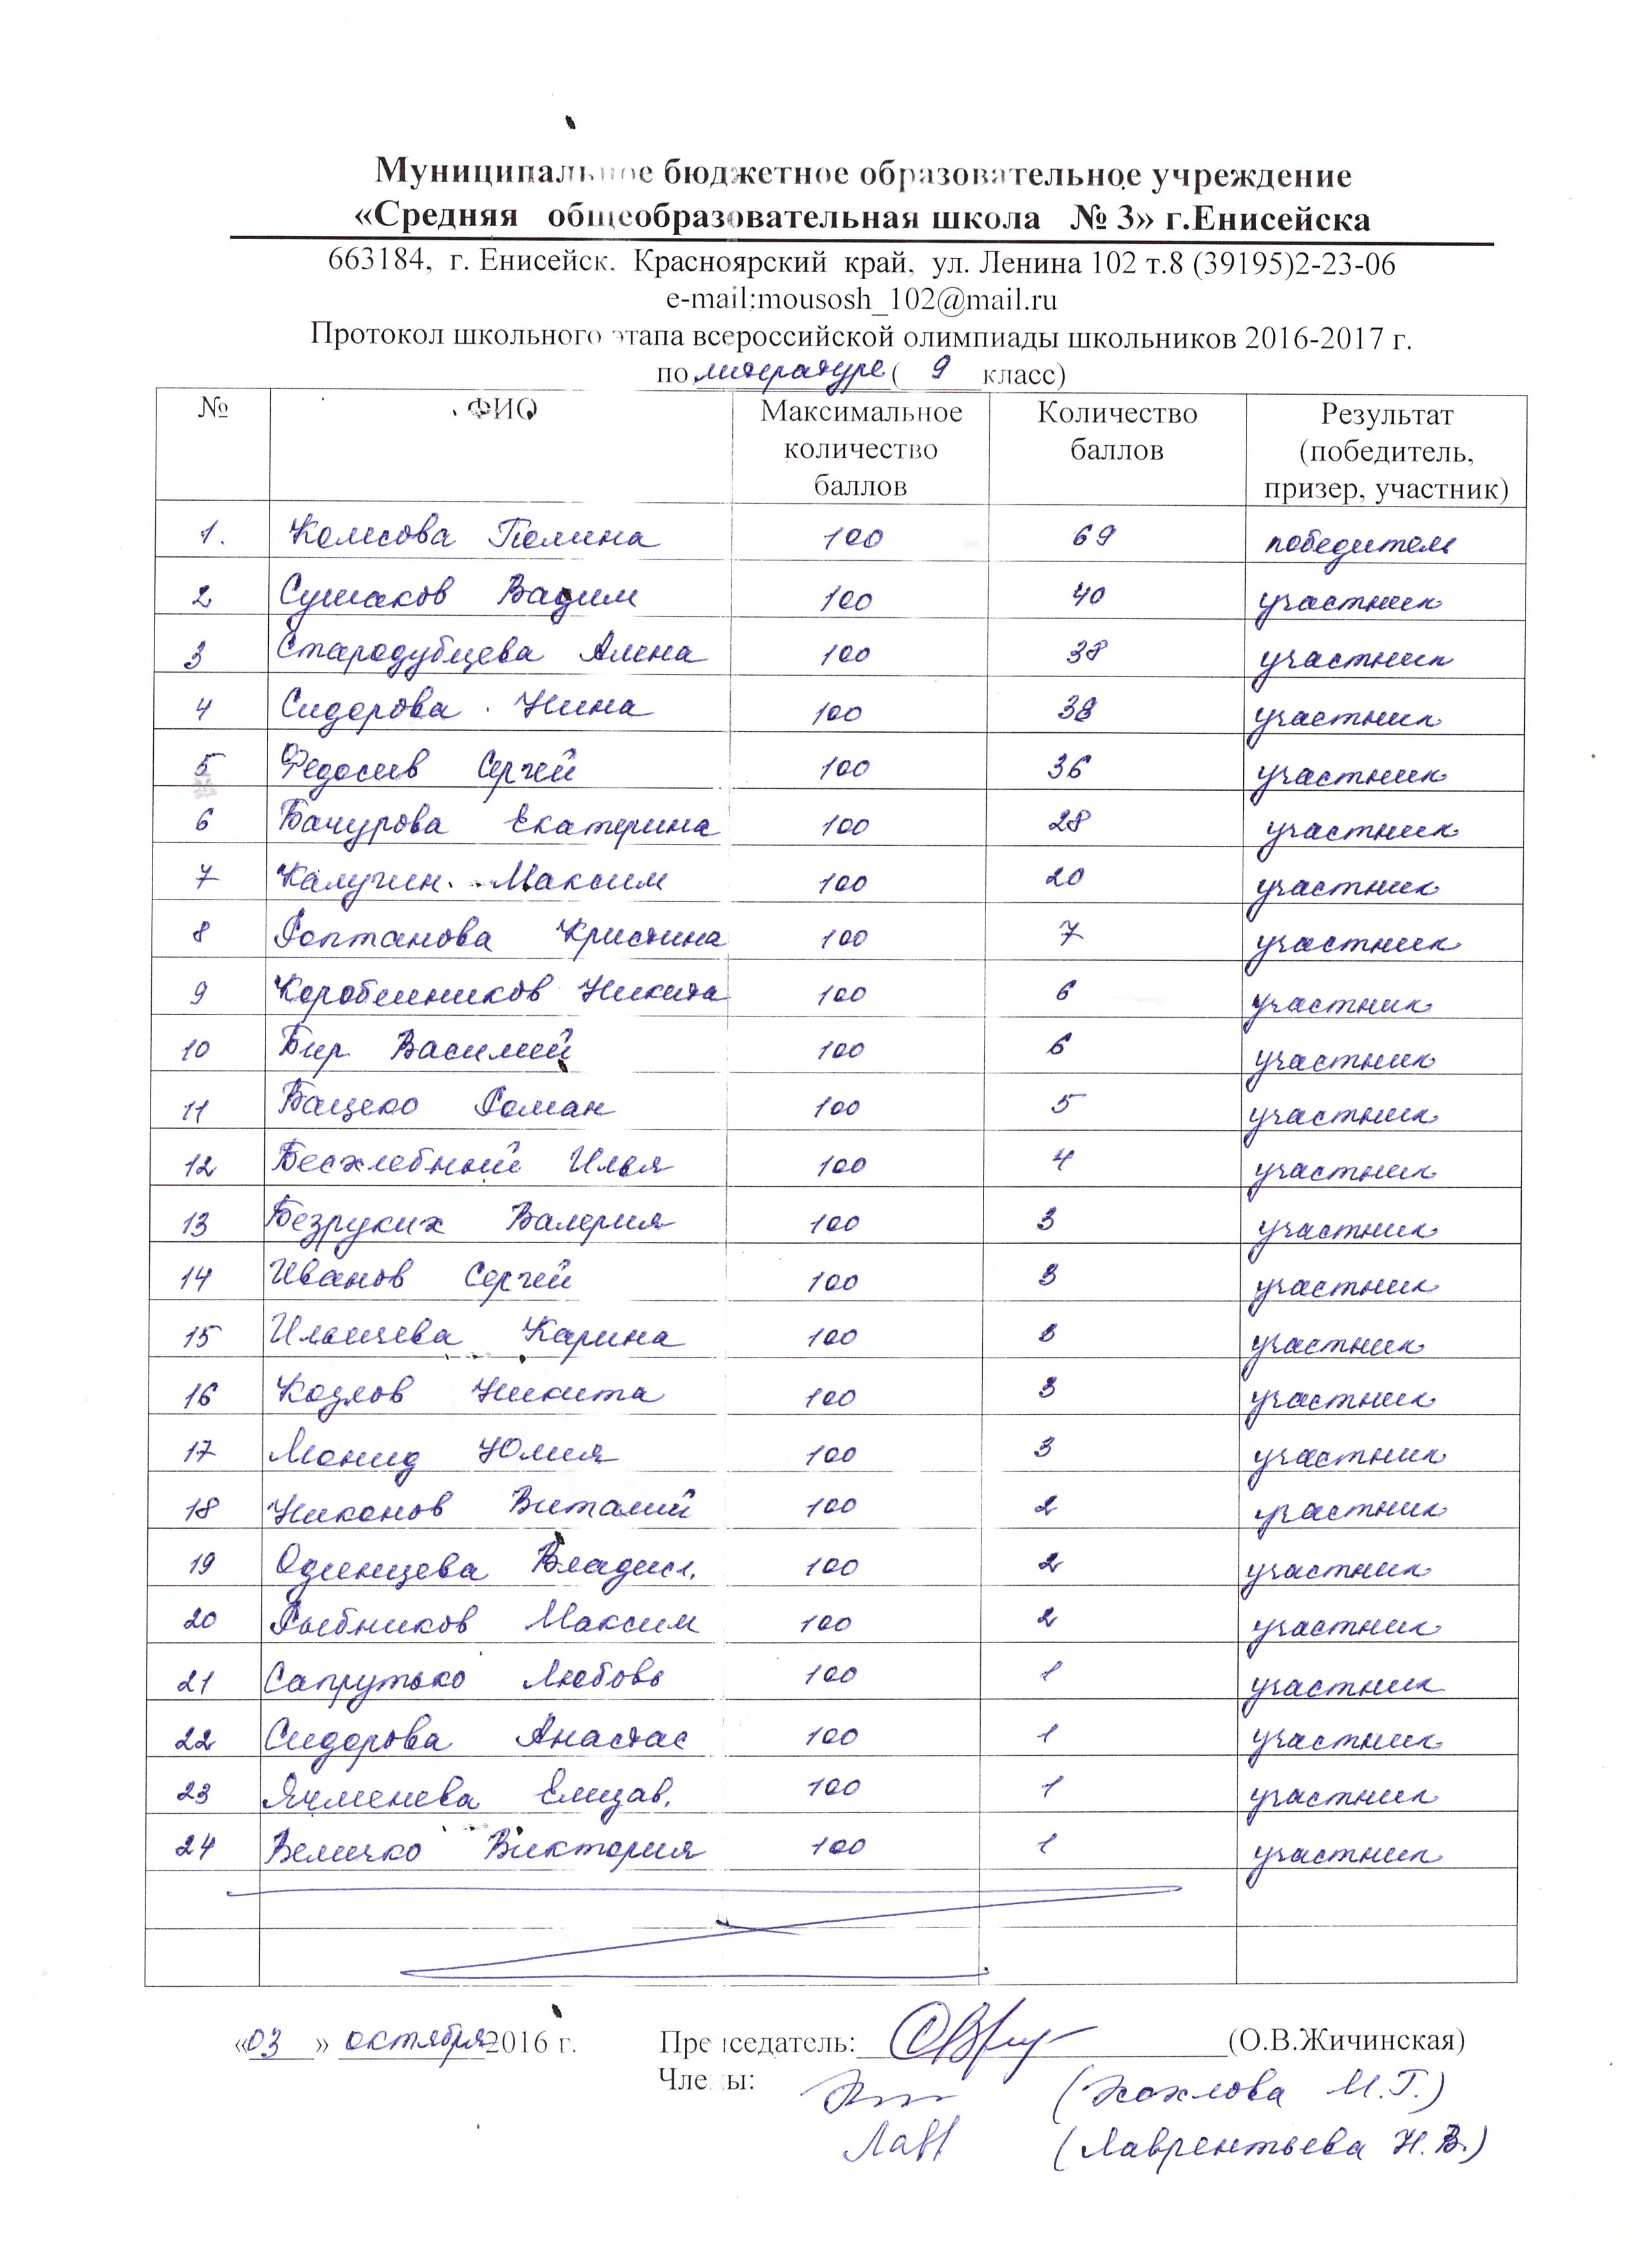 Муниципальное бюджетное образовательное учреждение
«Средняя общеобразовательная школа № 3» г.Енисейска
663184, г. Енисейск. Красноярский край, ул. Ленина 102 т.8 (39195)2-23-06
e-mail:mousosh_102@mail.ru
Протокол школьного этапа всероссийской олимпиады школьников 2016-2017 г.
по литературе ( 9 класс)
№ ФИО Максимальное количество баллов Количество баллов Результат (победитель, призер, участник)
1. Колесова Полина 100 69 победитель
2 Сушаков Вадим 100 40 участник
3 Стародубцева Алена 100 38 участник
4 Сидорова Нина 100 38 участник
5 Федосеев Сергей 100 36 участник
6 Бачурова Екатерина 100 28 участник
7 Калугин Максим 100 20 участник
8 Роптанова Кристина 100 7 участник
9 Коробейников Никита 100 6 участник
10 Бир Василий 100 6 участник
11 Бацеко Роман 100 5 участник
12 Бесхлебный Илья 100 4 участник
13 Безруких Валерия 100 3 участник
14 Иванов Сергей 100 3 участник
15 Ильичева Карина 100 3 участник
16 Козлов Никита 100 3 участник
17 Монид Юлия 100 3 участник
18 Никонов Виталий 100 2 участник
19 Одинцева Владисл. 100 2 участник
20 Рыбников Максим 100 2 участник
21 Сапрутько Любовь 100 1 участник
22 Сидорова Анастас 100 1 участник
23 Ячменева Елизав. 100 1 участник
24 Величко Виктория 100 1 участник
«03» октября 2016 г. Председатель: (О.В.Жичинская)
Члены: (Хохлова М.Г.)
Лавр (Лаврентьева Н.В.)